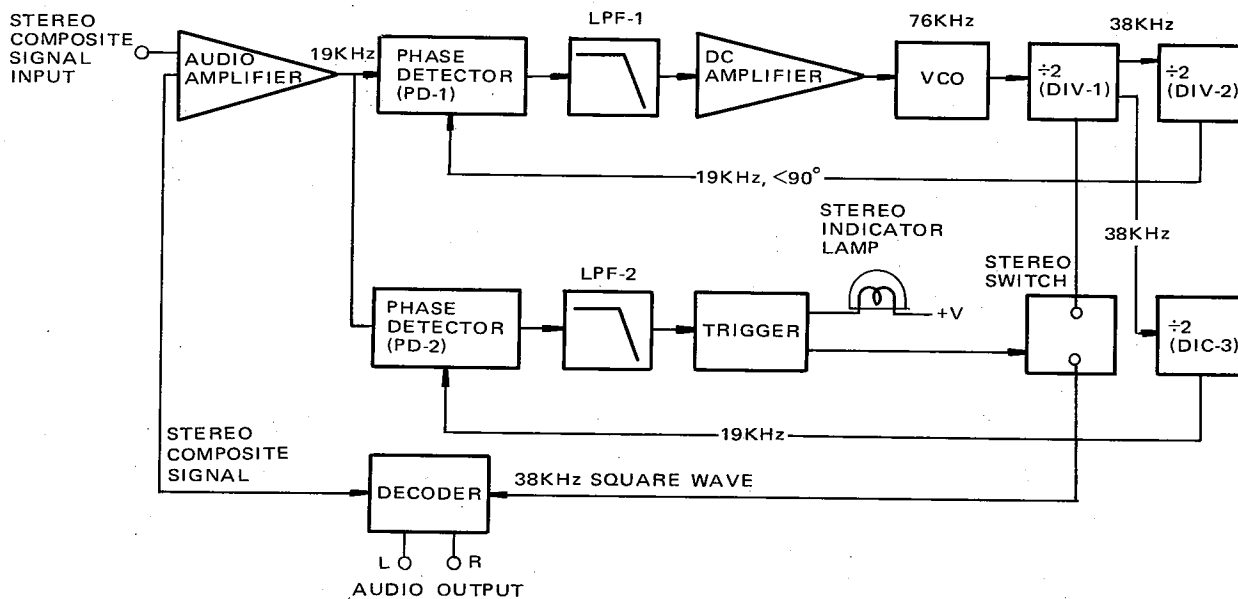 STEREO
COMPOSITE
SIGNAL
INPUT
AUDIO
AMPLIFIER
19KHz
PHASE
DETECTOR
(PD-1)
LPF-1
DC
AMPLIFIER
76KHz
VCO
÷2
(DIV-1)
38KHz
÷2
(DIV-2)
19KHz, <90°
38KHz
STEREO
INDICATOR
LAMP
+V
PHASE
DETECTOR
(PD-2)
LPF-2
TRIGGER
STEREO
SWITCH
÷2
(DIC-3)
19KHz
STEREO
COMPOSITE
SIGNAL
DECODER
38KHz SQUARE WAVE
L
R
AUDIO OUTPUT